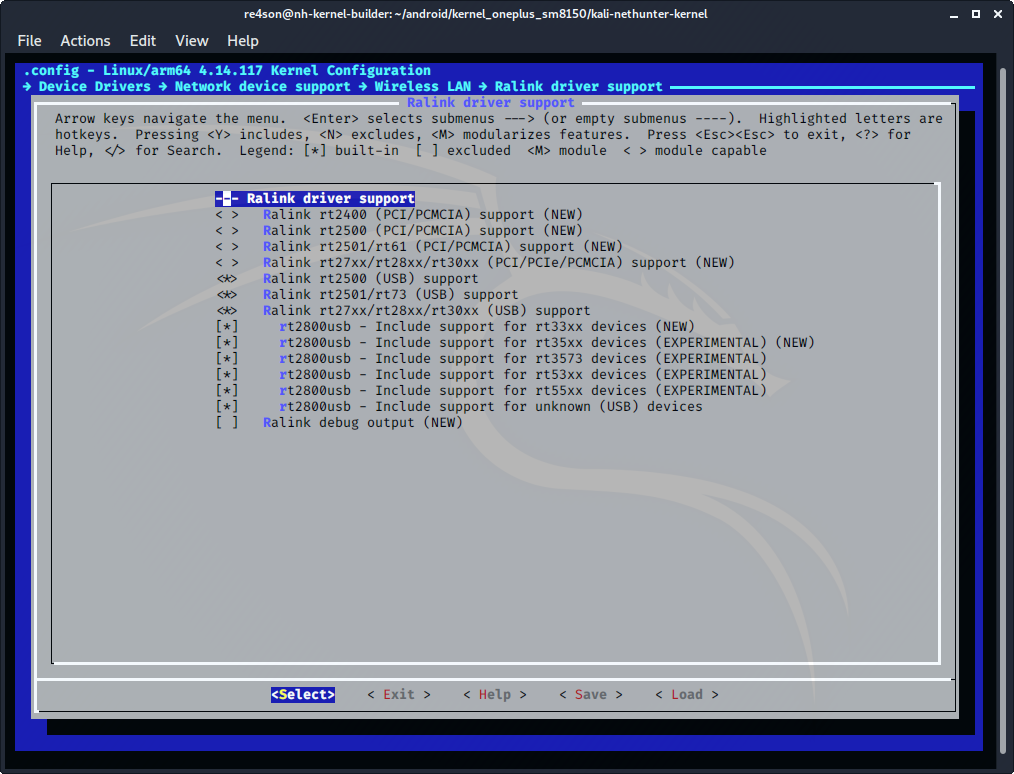 re4son@nh-kernel-builder: ~/android/kernel_oneplus_sm8150/kali-nethunter-kernel
File Actions Edit View Help
.config - Linux/arm64 4.14.117 Kernel Configuration
→ Device Drivers → Network device support → Wireless LAN → Ralink driver support
Ralink driver support
Arrow keys navigate the menu.  <Enter> selects submenus ---> (or empty submenus ----).  Highlighted letters are
hotkeys.  Pressing <Y> includes, <N> excludes, <M> modularizes features.  Press <Esc><Esc> to exit, <?> for
Help, </> for Search.  Legend: [*] built-in  [ ] excluded  <M> module  < > module capable
--- Ralink driver support
< >   Ralink rt2400 (PCI/PCMCIA) support (NEW)
< >   Ralink rt2500 (PCI/PCMCIA) support (NEW)
< >   Ralink rt2501/rt61 (PCI/PCMCIA) support (NEW)
< >   Ralink rt27xx/rt28xx/rt30xx (PCI/PCIe/PCMCIA) support (NEW)
<*>   Ralink rt2500 (USB) support
<*>   Ralink rt2501/rt73 (USB) support
<*>   Ralink rt27xx/rt28xx/rt30xx (USB) support
[*]     rt2800usb - Include support for rt33xx devices (NEW)
[*]     rt2800usb - Include support for rt35xx devices (EXPERIMENTAL) (NEW)
[*]     rt2800usb - Include support for rt3573 devices (EXPERIMENTAL)
[*]     rt2800usb - Include support for rt53xx devices (EXPERIMENTAL)
[*]     rt2800usb - Include support for rt55xx devices (EXPERIMENTAL)
[*]     rt2800usb - Include support for unknown (USB) devices
[ ]   Ralink debug output (NEW)
<Select>    < Exit >    < Help >    < Save >    < Load >